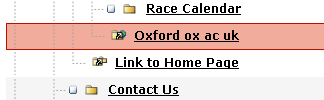 Race Calendar
Oxford ox ac uk
Link to Home Page
Contact Us